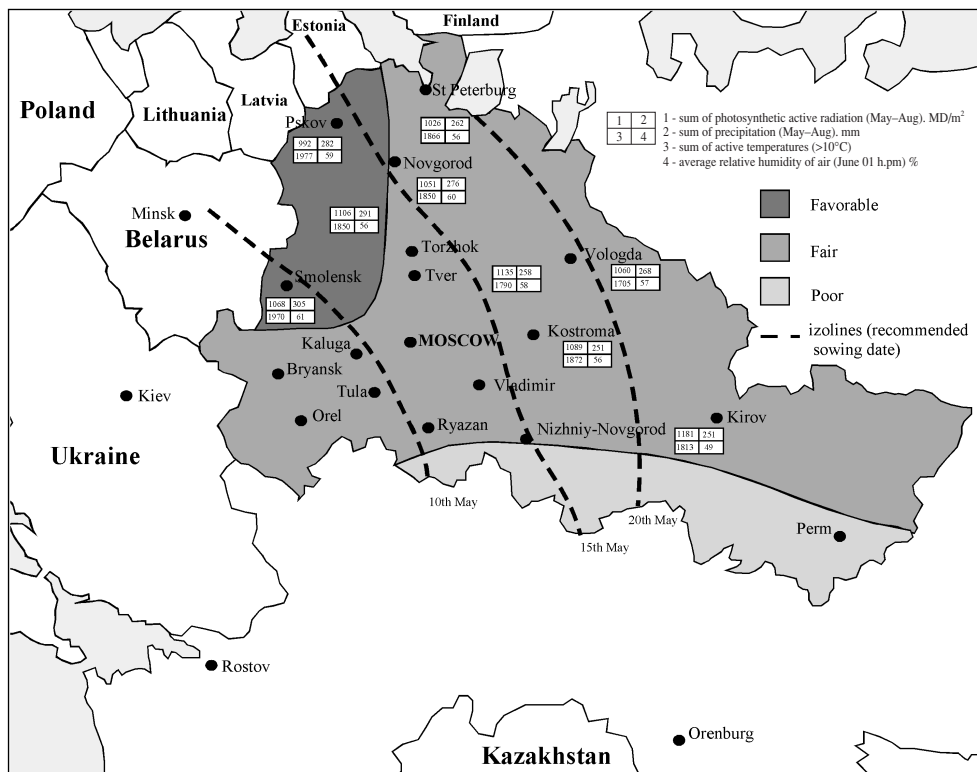 Estonia
Finland
Poland
Lithuania
Latvia
St Peterburg
Pskov
1 2
3 4
1 - sum of photosynthetic active radiation (May–Aug). MD/m²
2 - sum of precipitation (May–Aug). mm
3 - sum of active temperatures (>10°C)
4 - average relative humidity of air (June 01 h.pm) %
1026 262
1866 56
992 282
1977 59
Novgorod
1051 276
1850 60
Favorable
Minsk
1106 291
1850 56
Belarus
Torzhok
Fair
Vologda
Tver
1135 258
1790 58
1060 268
1705 57
Smolensk
Poor
1068 305
1970 61
Kaluga
MOSCOW
Kostroma
izolines (recommended
sowing date)
1089 251
1872 56
Bryansk
Vladimir
Kiev
Tula
Orel
Ryazan
Nizhniy-Novgorod
Kirov
1181 251
1813 49
Ukraine
10th May
20th May
Perm
15th May
Rostov
Orenburg
Kazakhstan